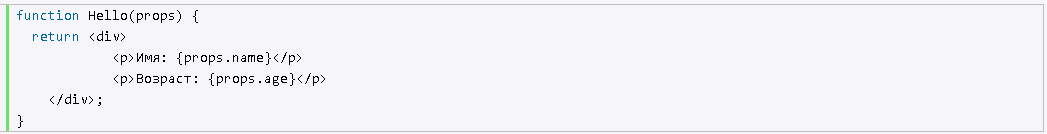 function Hello(props) {
  return <div>
            <p>Имя: {props.name}</p>
            <p>Возраст: {props.age}</p>
    </div>;
}